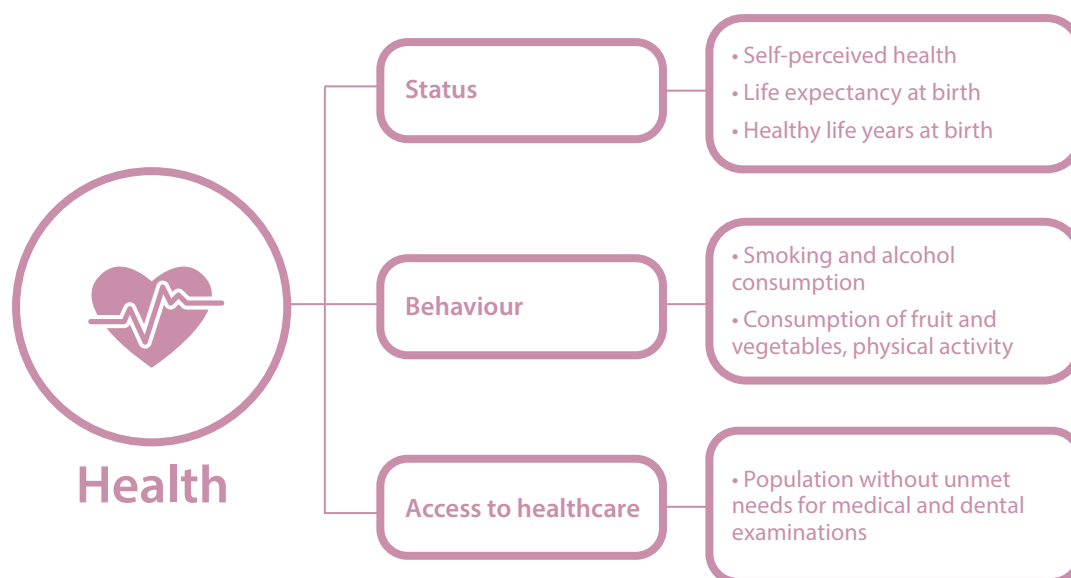 Status
• Self-perceived health
• Life expectancy at birth
• Healthy life years at birth
Health
Behaviour
• Smoking and alcohol
consumption
• Consumption of fruit and
vegetables, physical activity
Access to healthcare
• Population without unmet
needs for medical and dental
examinations